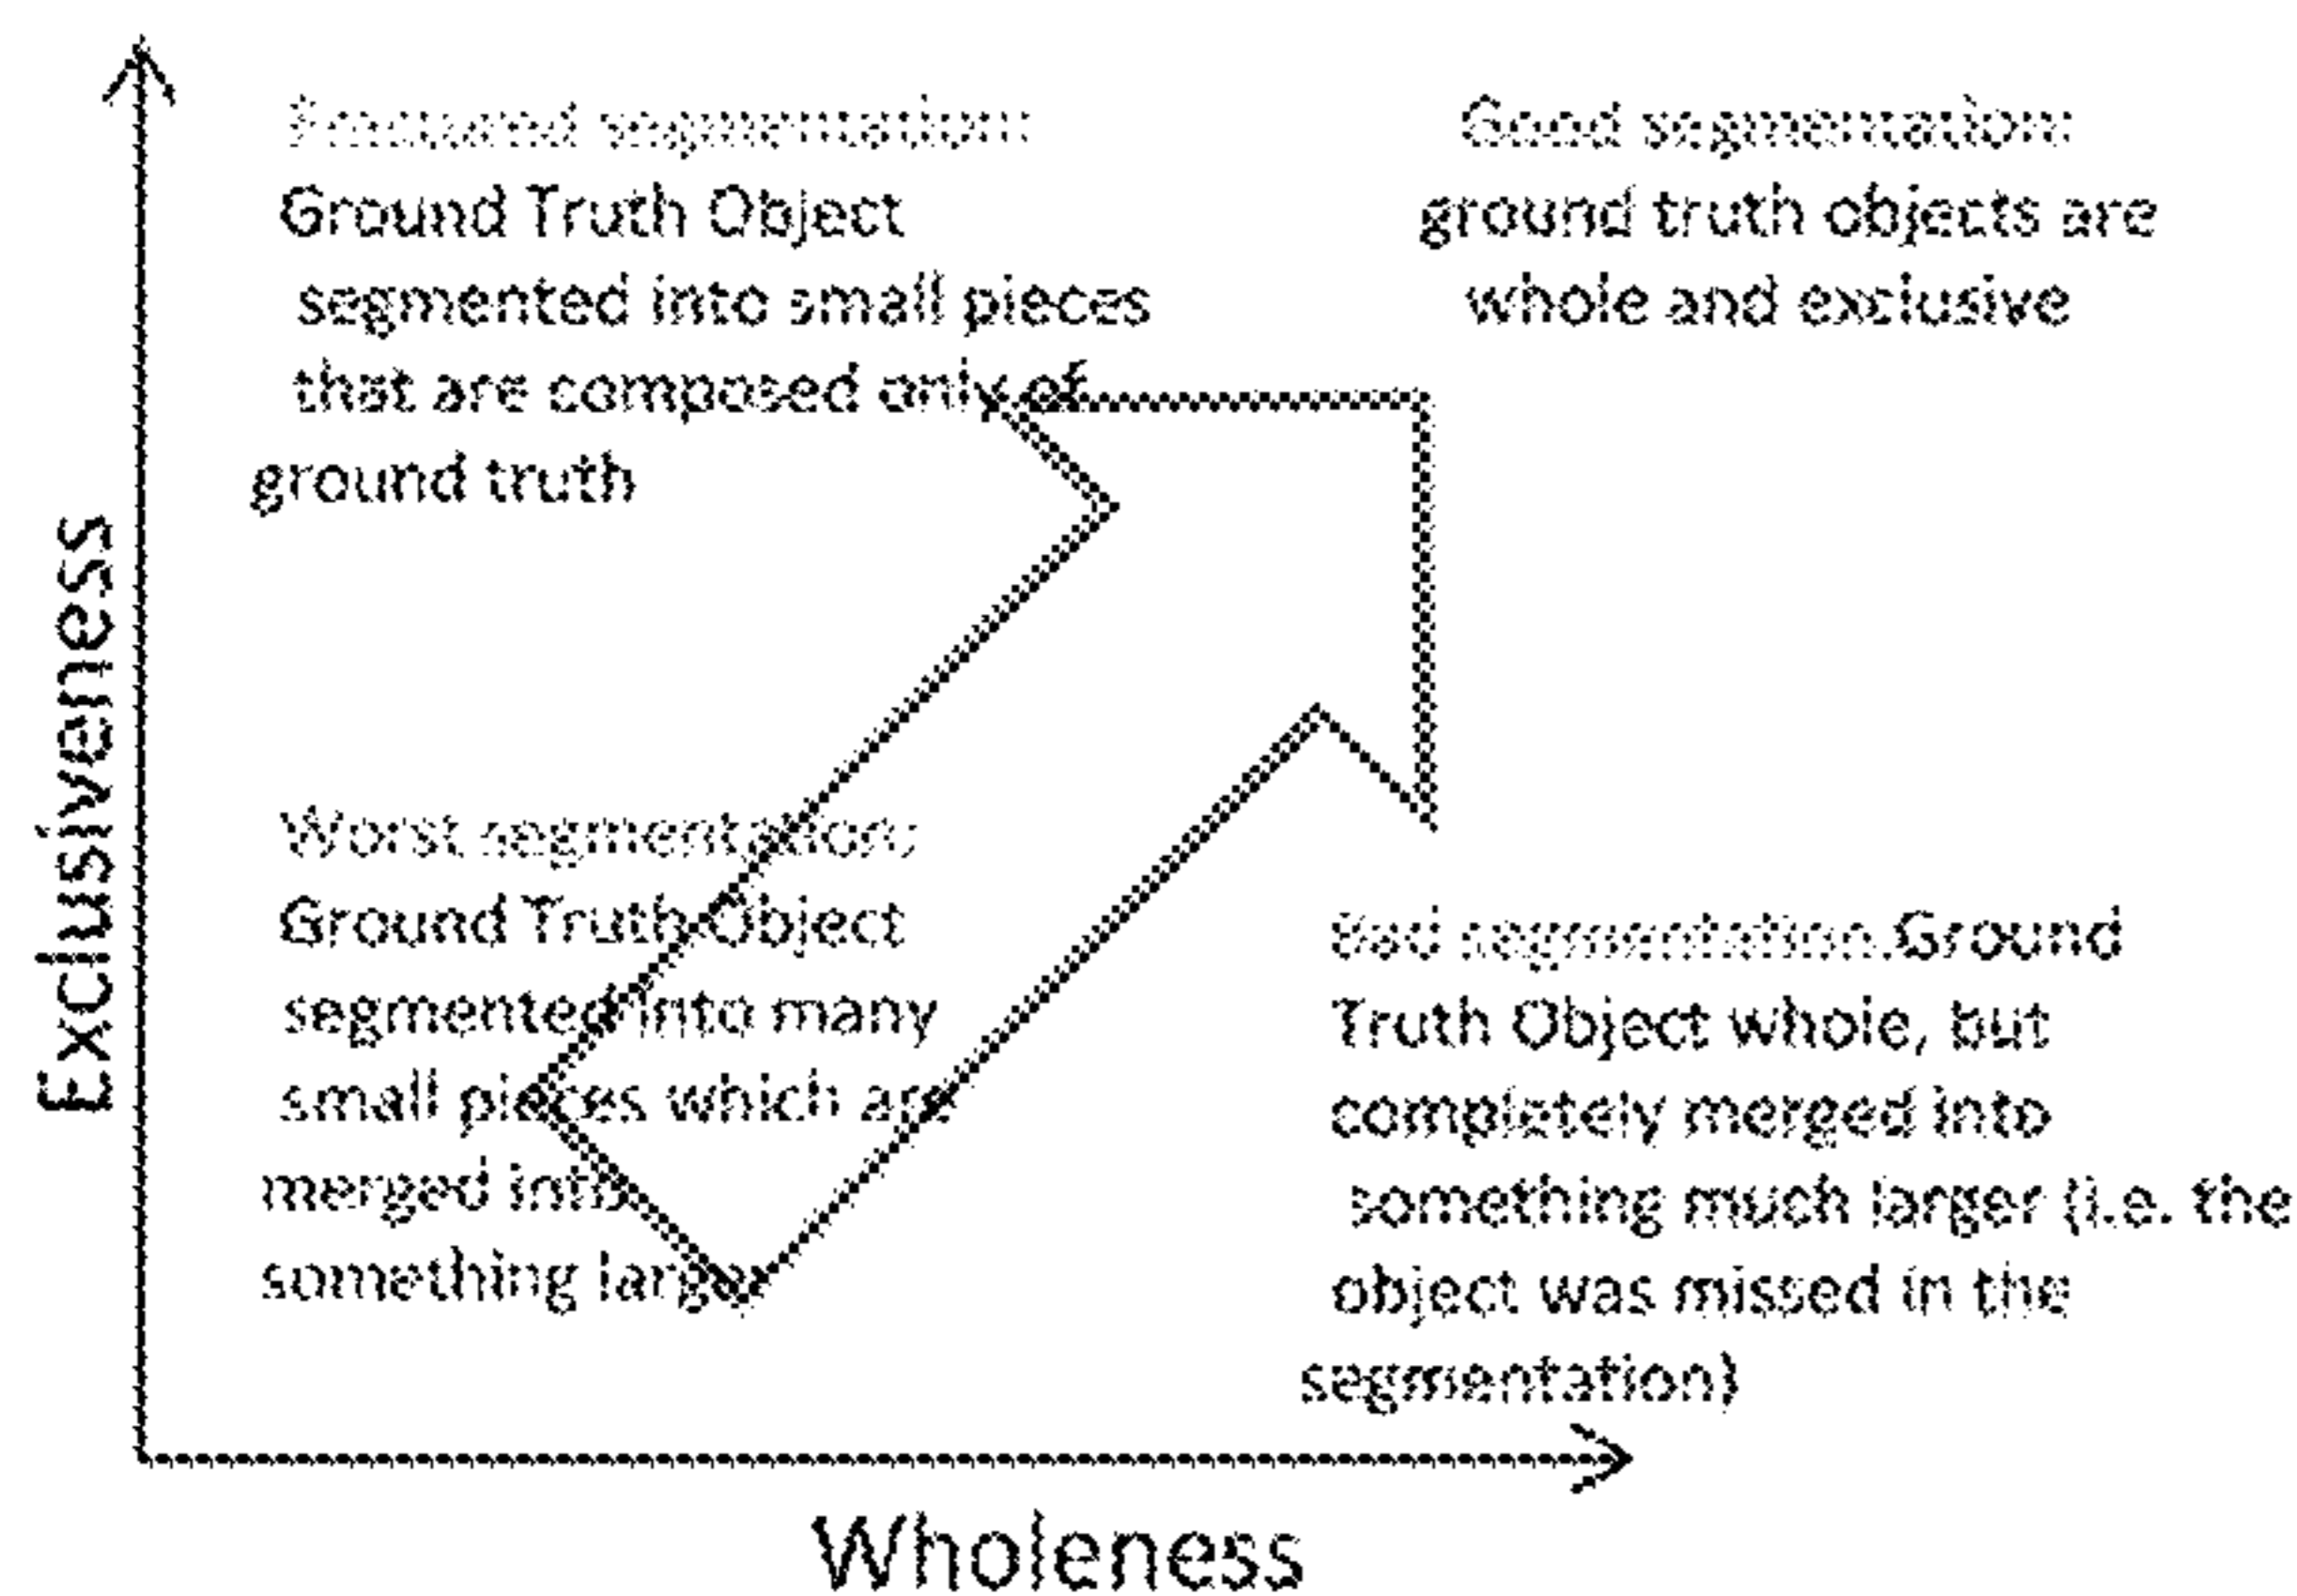 Fractured segmentation:
Ground Truth Object
segmented into small pieces
that are composed only of
ground truth
Good segmentation:
ground truth objects are
whole and exclusive
Exclusiveness
Worst segmentation:
Ground Truth Object
segmented into many
small pieces which are
merged into
something larger
Bad segmentation: Ground
Truth Object whole, but
completely merged into
something much larger (i.e. the
object was missed in the
segmentation)
Wholeness